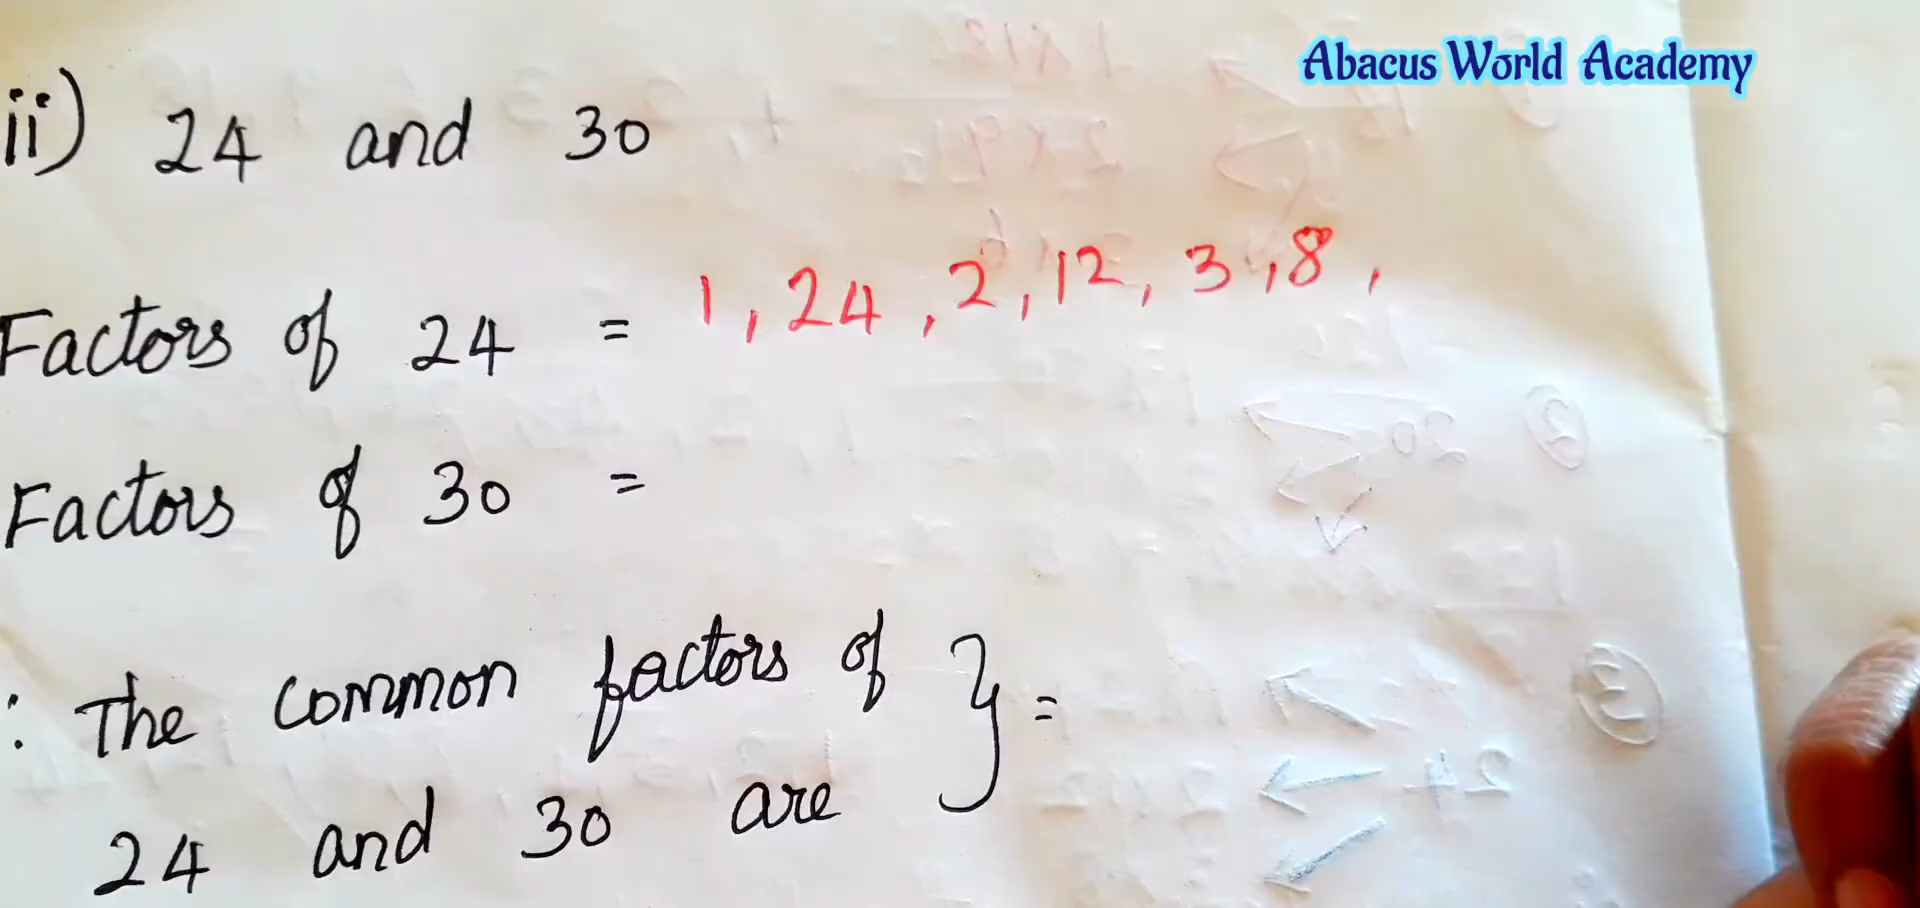 Abacus World Academy
ii) 24 and 30
Factors of 24 = 1, 24, 2, 12, 3, 8,
Factors of 30 =
: The common factors of } =
24 and 30 are